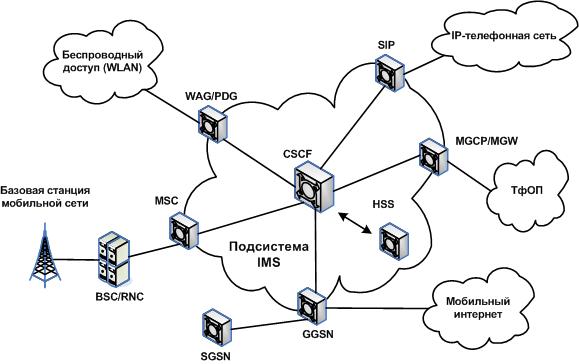 SIP
IP-телефонная сеть
Беспроводный
доступ (WLAN)
WAG/PDG
MGCP/MGW
CSCF
Базовая станция
мобильной сети
MSC
HSS
ТфОП
Подсистема
IMS
BSC/RNC
Мобильный
интернет
SGSN
GGSN